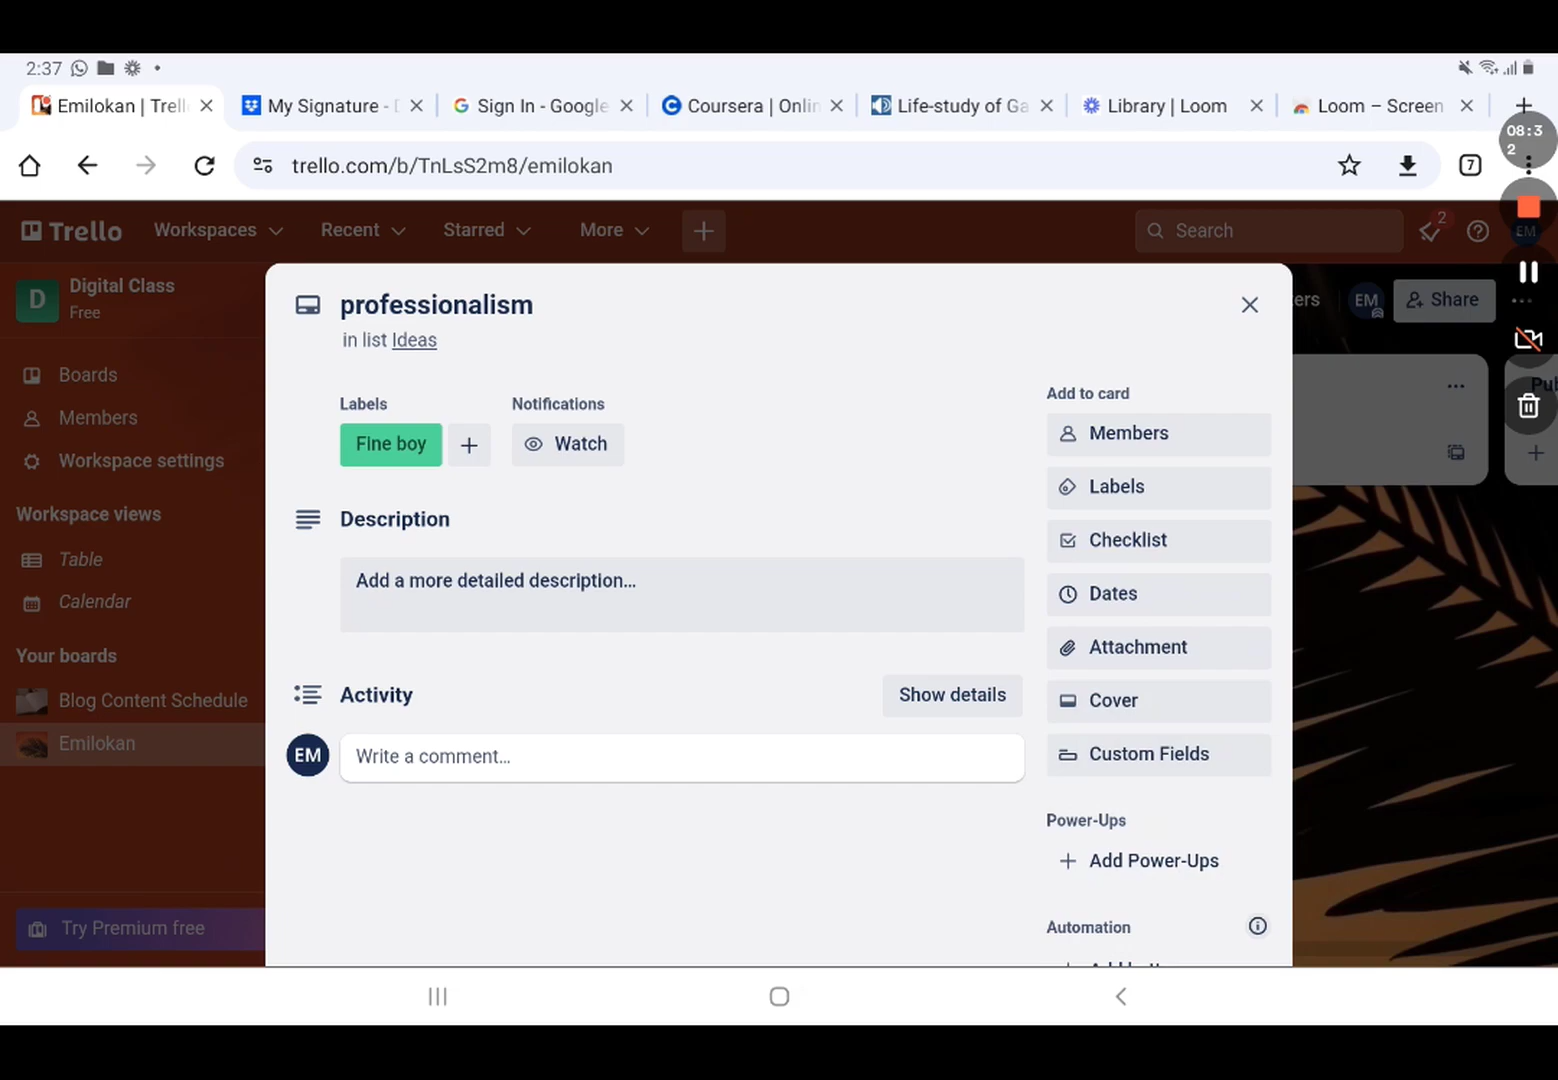 2:37
Emilokan | Trell
My Signature - D
Sign In - Google
Coursera | Onlin
Life-study of Ga
Library | Loom
Loom – Screen
08:3
2
trello.com/b/TnLsS2m8/emilokan
7
Trello
Workspaces
Recent
Starred
More
Search
2
EM
D
Digital Class
Free
Boards
Members
Workspace settings
Workspace views
Table
Calendar
Your boards
Blog Content Schedule
Emilokan
Try Premium free
professionalism
in list Ideas
Labels
Notifications
Fine boy
Watch
Description
Add a more detailed description...
Activity
Show details
EM
Write a comment...
Add to card
Members
Labels
Checklist
Dates
Attachment
Cover
Custom Fields
Power-Ups
Add Power-Ups
Automation
ers
EM
Share
Pub